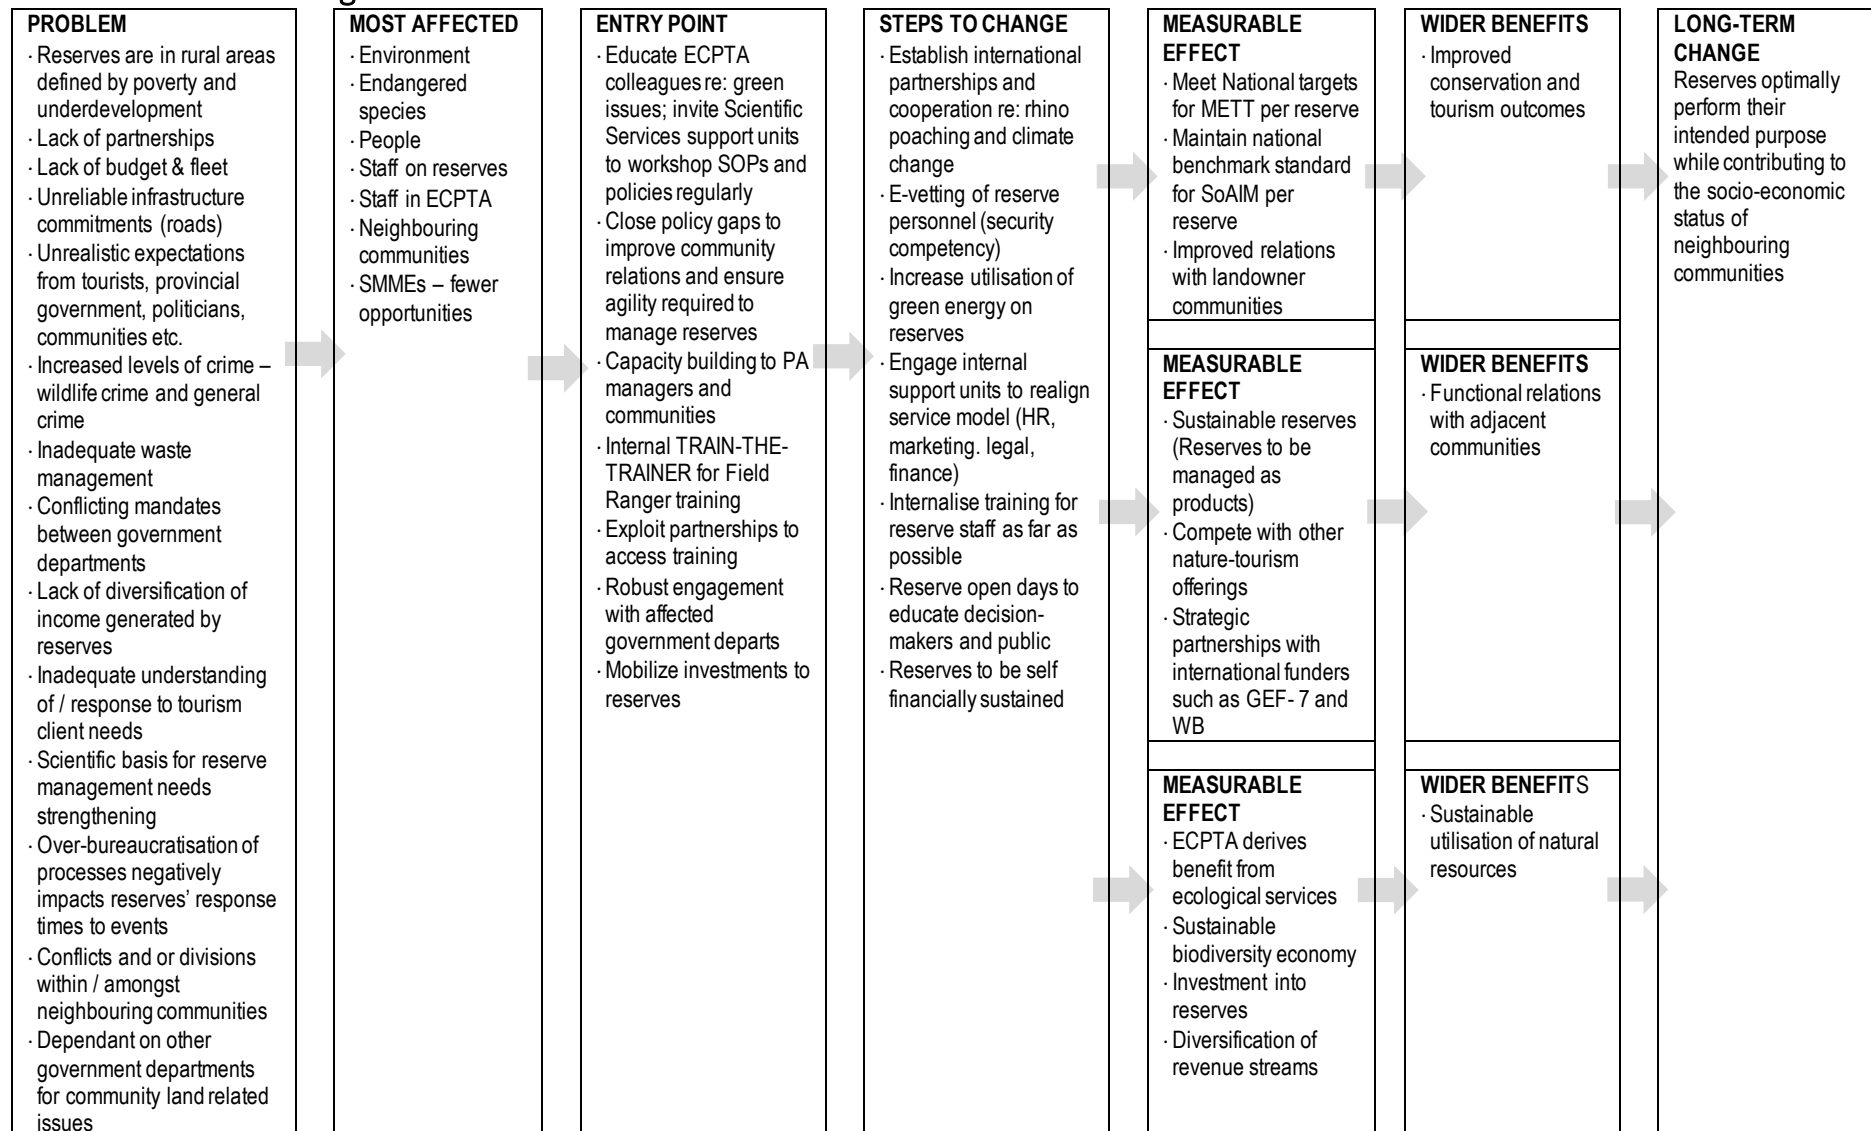 PROBLEM
· Reserves are in rural areas
defined by poverty and
underdevelopment
· Lack of partnerships
· Lack of budget & fleet
· Unreliable infrastructure
commitments (roads)
· Unrealistic expectations
from tourists, provincial
government, politicians,
communities etc.
· Increased levels of crime –
wildlife crime and general
crime
· Inadequate waste
management
· Conflicting mandates
between government
departments
· Lack of diversification of
income generated by
reserves
· Inadequate understanding
of / response to tourism
client needs
· Scientific basis for reserve
management needs
strengthening
· Over-bureaucratisation of
processes negatively
impacts reserves’ response
times to events
· Conflicts and or divisions
within / amongst
neighbouring communities
· Dependant on other
government departments
for community land related
issues
MOST AFFECTED
· Environment
· Endangered
species
· People
· Staff on reserves
· Staff in ECPTA
· Neighbouring
communities
· SMMEs – fewer
opportunities
ENTRY POINT
· Educate ECPTA
colleagues re: green
issues; invite Scientific
Services support units
to workshop SOPs and
policies regularly
· Close policy gaps to
improve community
relations and ensure
agility required to
manage reserves
· Capacity building to PA
managers and
communities
· Internal TRAIN-THE-
TRAINER for Field
Ranger training
· Exploit partnerships to
access training
· Robust engagement
with affected
government departs
· Mobilize investments to
reserves
STEPS TO CHANGE
· Establish international
partnerships and
cooperation re: rhino
poaching and climate
change
· E-vetting of reserve
personnel (security
competency)
· Increase utilisation of
green energy on
reserves
· Engage internal
support units to realign
service model (HR,
marketing. legal,
finance)
· Internalise training for
reserve staff as far as
possible
· Reserve open days to
educate decision-
makers and public
· Reserves to be self
financially sustained
MEASURABLE
EFFECT
· Meet National targets
for METT per reserve
· Maintain national
benchmark standard
for SoAIM per
reserve
· Improved relations
with landowner
communities
MEASURABLE
EFFECT
· Sustainable reserves
(Reserves to be
managed as
products)
· Compete with other
nature-tourism
offerings
· Strategic
partnerships with
international funders
such as GEF- 7 and
WB
MEASURABLE
EFFECT
· ECPTA derives
benefit from
ecological services
· Sustainable
biodiversity economy
· Investment into
reserves
· Diversification of
revenue streams
WIDER BENEFITS
· Improved
conservation and
tourism outcomes
WIDER BENEFITS
· Functional relations
with adjacent
communities
WIDER BENEFITS
· Sustainable
utilisation of natural
resources
LONG-TERM
CHANGE
Reserves optimally
perform their
intended purpose
while contributing to
the socio-economic
status of
neighbouring
communities